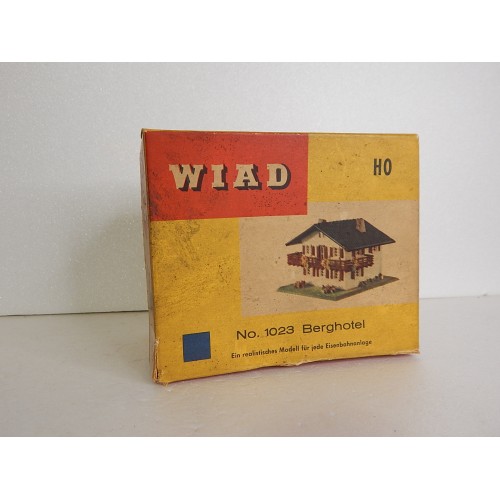 WIAD
HO
No. 1023 Berghotel
Ein realistisches Modell für jede Eisenbahnanlage